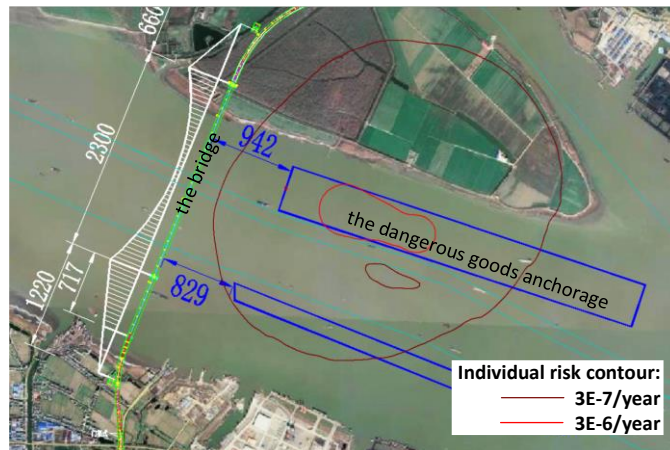 660
2300
942
the bridge
the dangerous goods anchorage
717
1220
829
Individual risk contour:
3E-7/year
3E-6/year